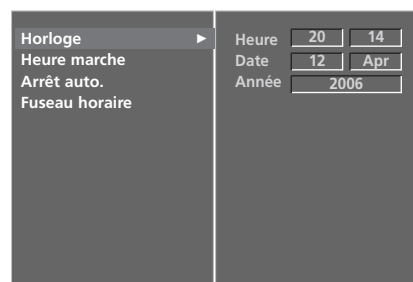 Horloge ►
Heure marche
Arrêt auto.
Fuseau horaire
Heure 20 14
Date 12 Apr
Année 2006